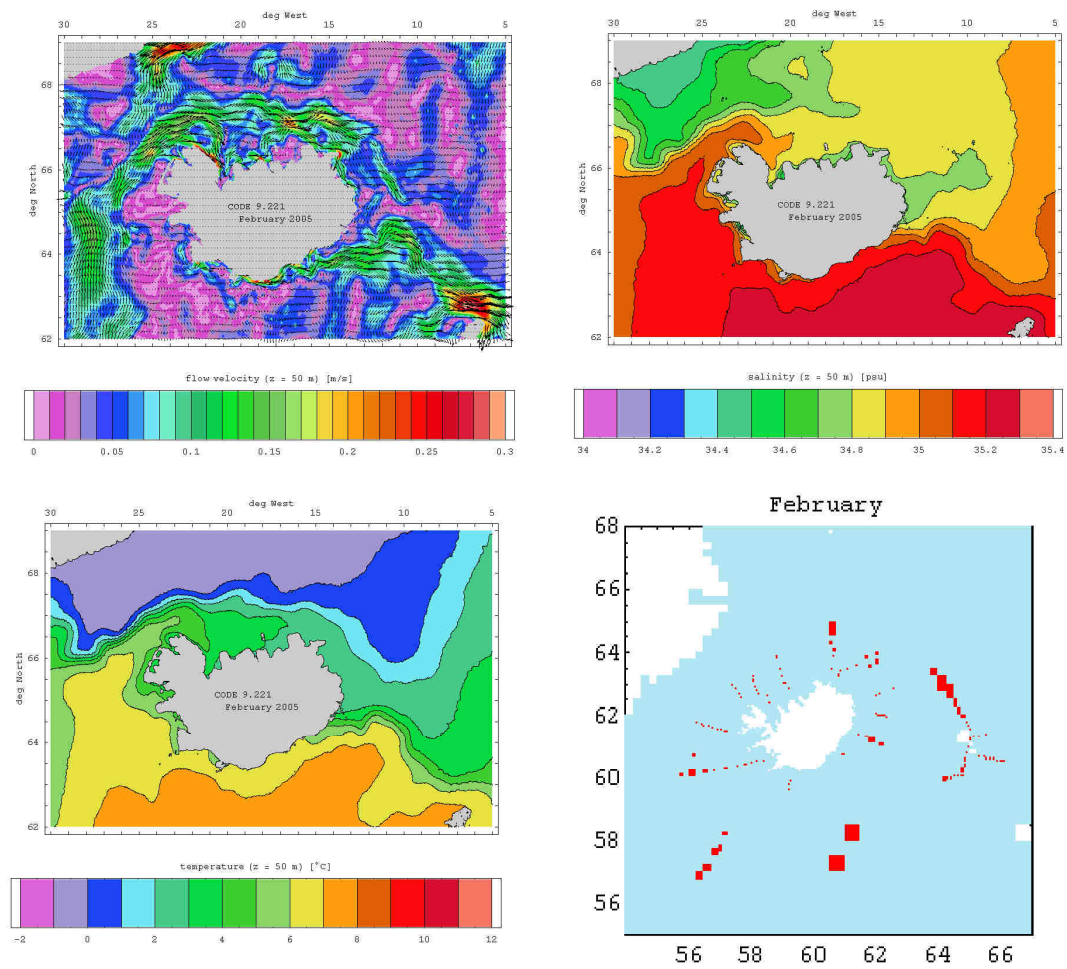 deg West
30 25 20 15 10 5
68
66
64
62
deg North
CODE 9.221
February 2005
flow velocity (z = 50 m) [m/s]
0 0.05 0.1 0.15 0.2 0.25 0.3
deg West
30 25 20 15 10 5
68
66
64
62
deg North
CODE 9.221
February 2005
salinity (z = 50 m) [psu]
34 34.2 34.4 34.6 34.8 35 35.2 35.4
deg West
30 25 20 15 10 5
68
66
64
62
deg North
CODE 9.221
February 2005
temperature (z = 50 m) [°C]
-2 0 2 4 6 8 10 12
February
68
66
64
62
60
58
56
56 58 60 62 64 66